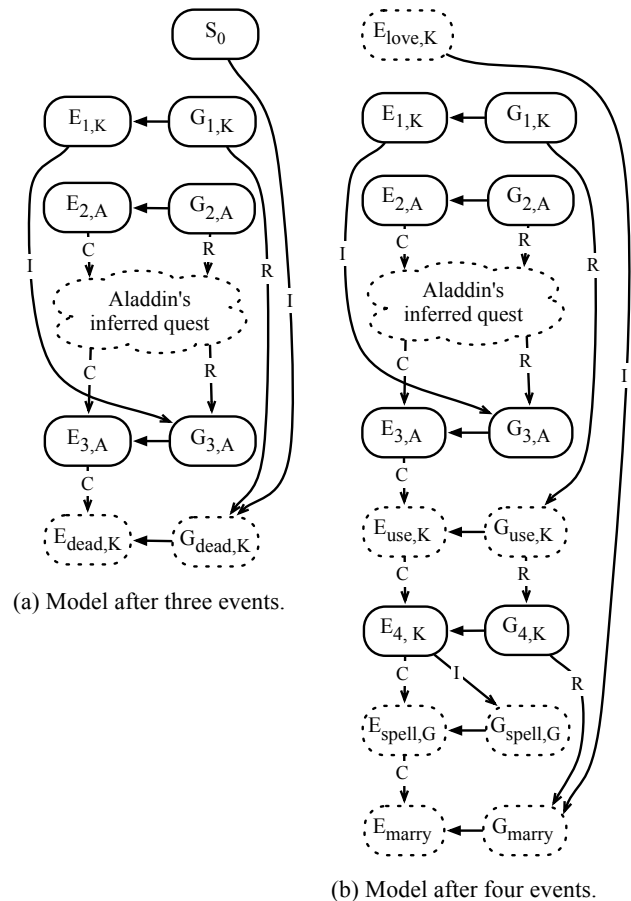 S0
E1,K
G1,K
E2,A
G2,A
C
R
Aladdin's
inferred quest
I
R
I
C
R
E3,A
G3,A
C
Edead,K
Gdead,K
(a) Model after three events.
Elove,K
E1,K
G1,K
E2,A
G2,A
C
R
Aladdin's
inferred quest
I
R
I
C
R
E3,A
G3,A
C
Euse,K
Guse,K
C
R
E4, K
G4,K
C
I
R
Espell,G
Gspell,G
C
Emarry
Gmarry
(b) Model after four events.